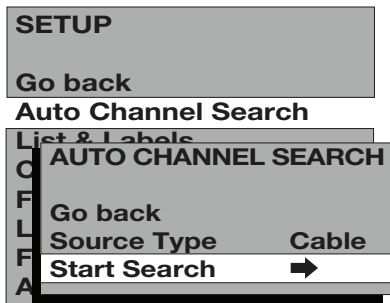 SETUP
Go back
Auto Channel Search
List & Labels
AUTO CHANNEL SEARCH
Go back
Source Type Cable
Start Search ➡